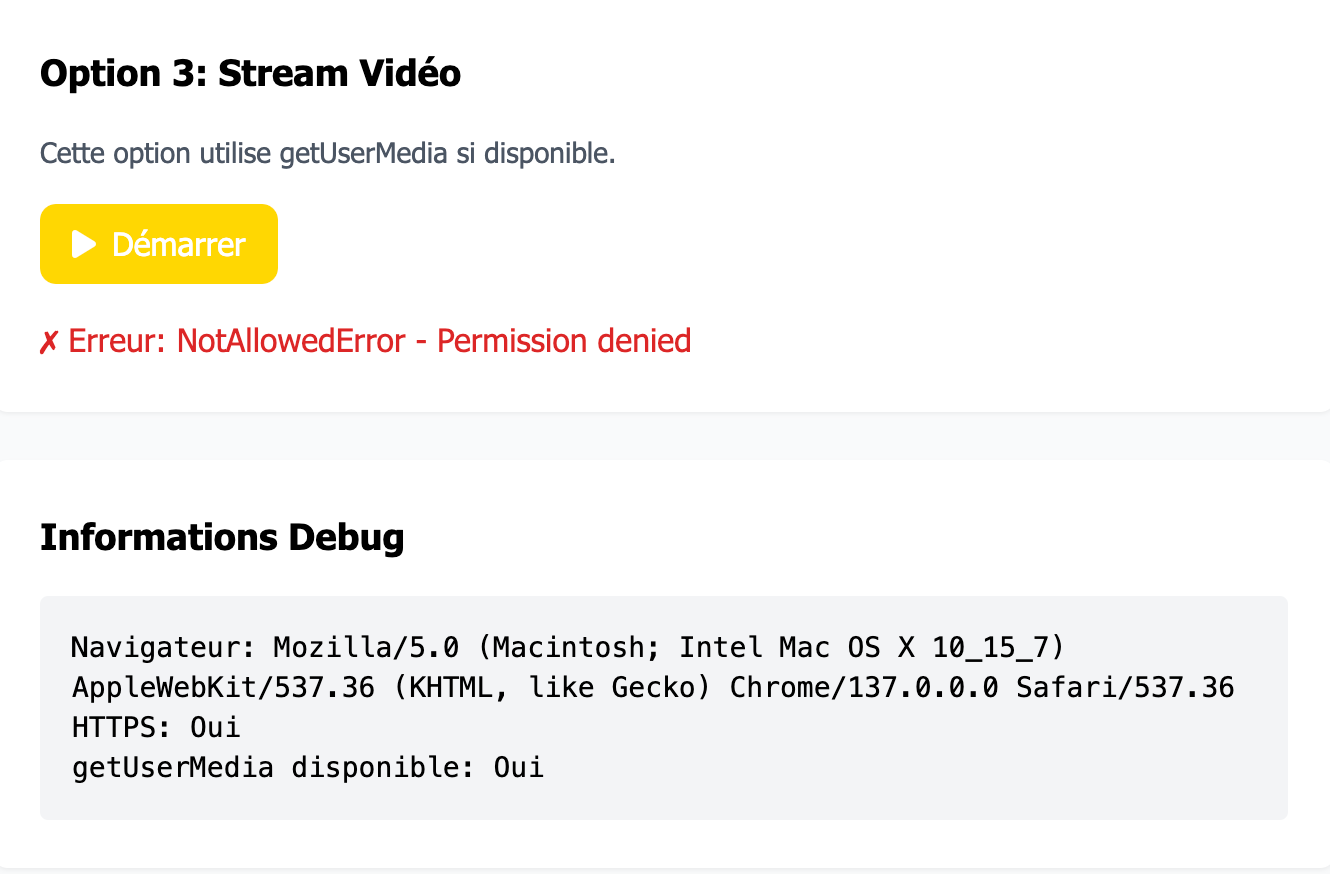 Option 3: Stream Vidéo
Cette option utilise getUserMedia si disponible.
▶ Démarrer
✗ Erreur: NotAllowedError - Permission denied
Informations Debug
Navigateur: Mozilla/5.0 (Macintosh; Intel Mac OS X 10_15_7)
AppleWebKit/537.36 (KHTML, like Gecko) Chrome/137.0.0.0 Safari/537.36
HTTPS: Oui
getUserMedia disponible: Oui